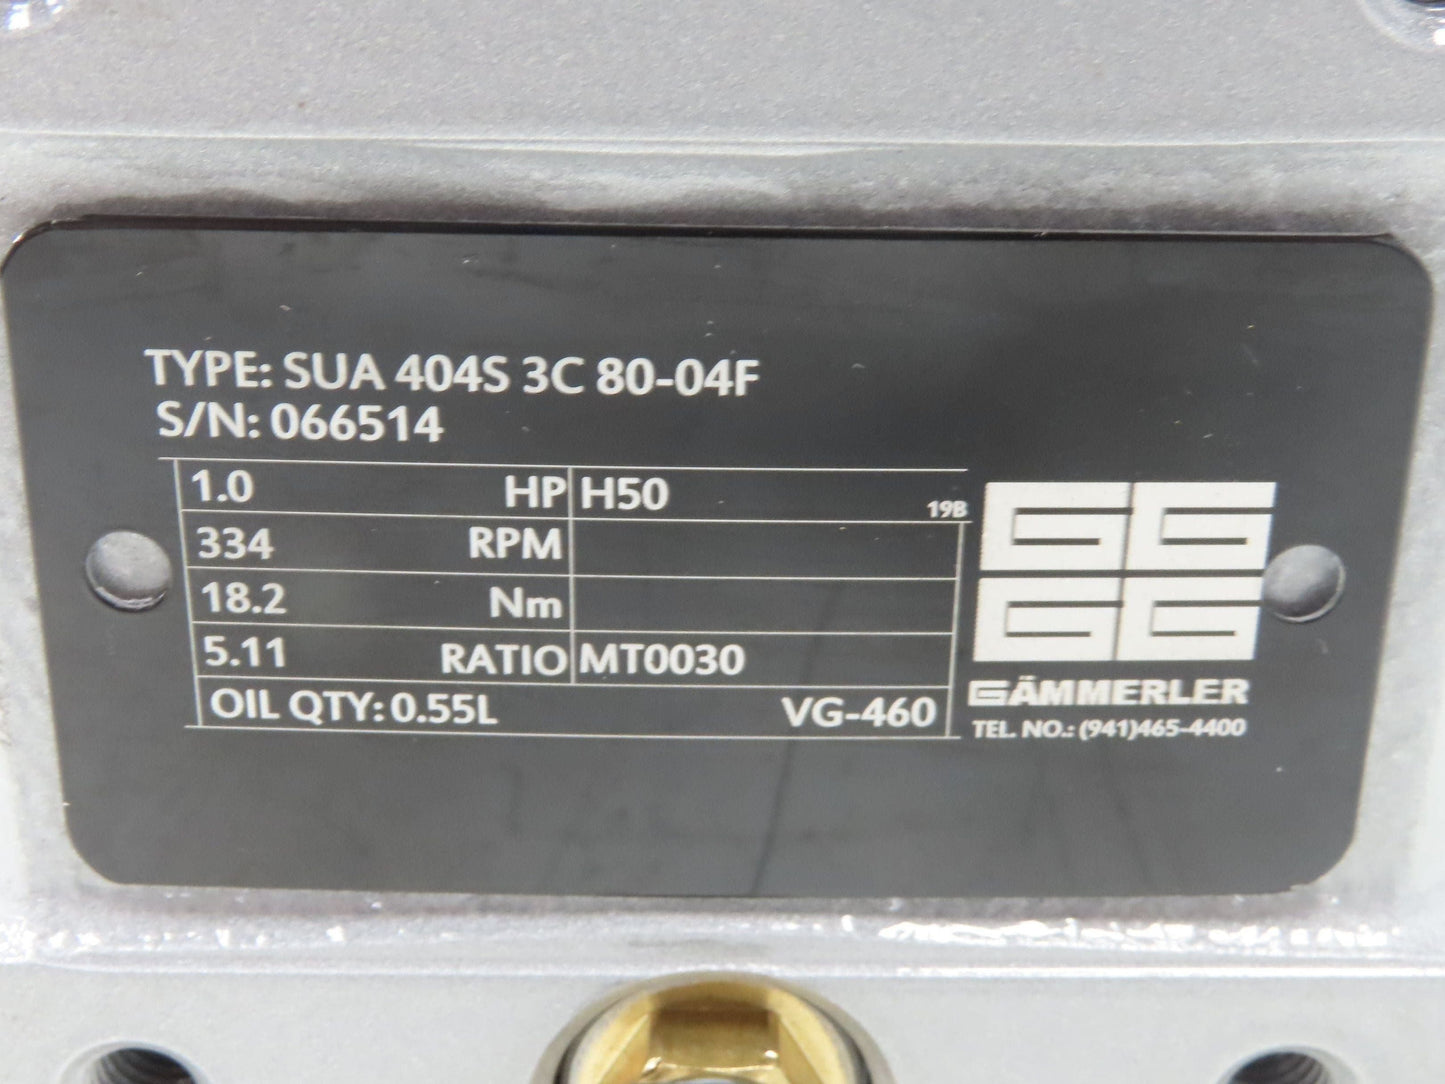 TYPE: SUA 404S 3C 80-04F
S/N: 066514
1.0 HP H50 19B
334 RPM
18.2 Nm
5.11 RATIO MT0030
OIL QTY: 0.55L VG-460
GÄMMERLER
TEL. NO.: (941)465-4400